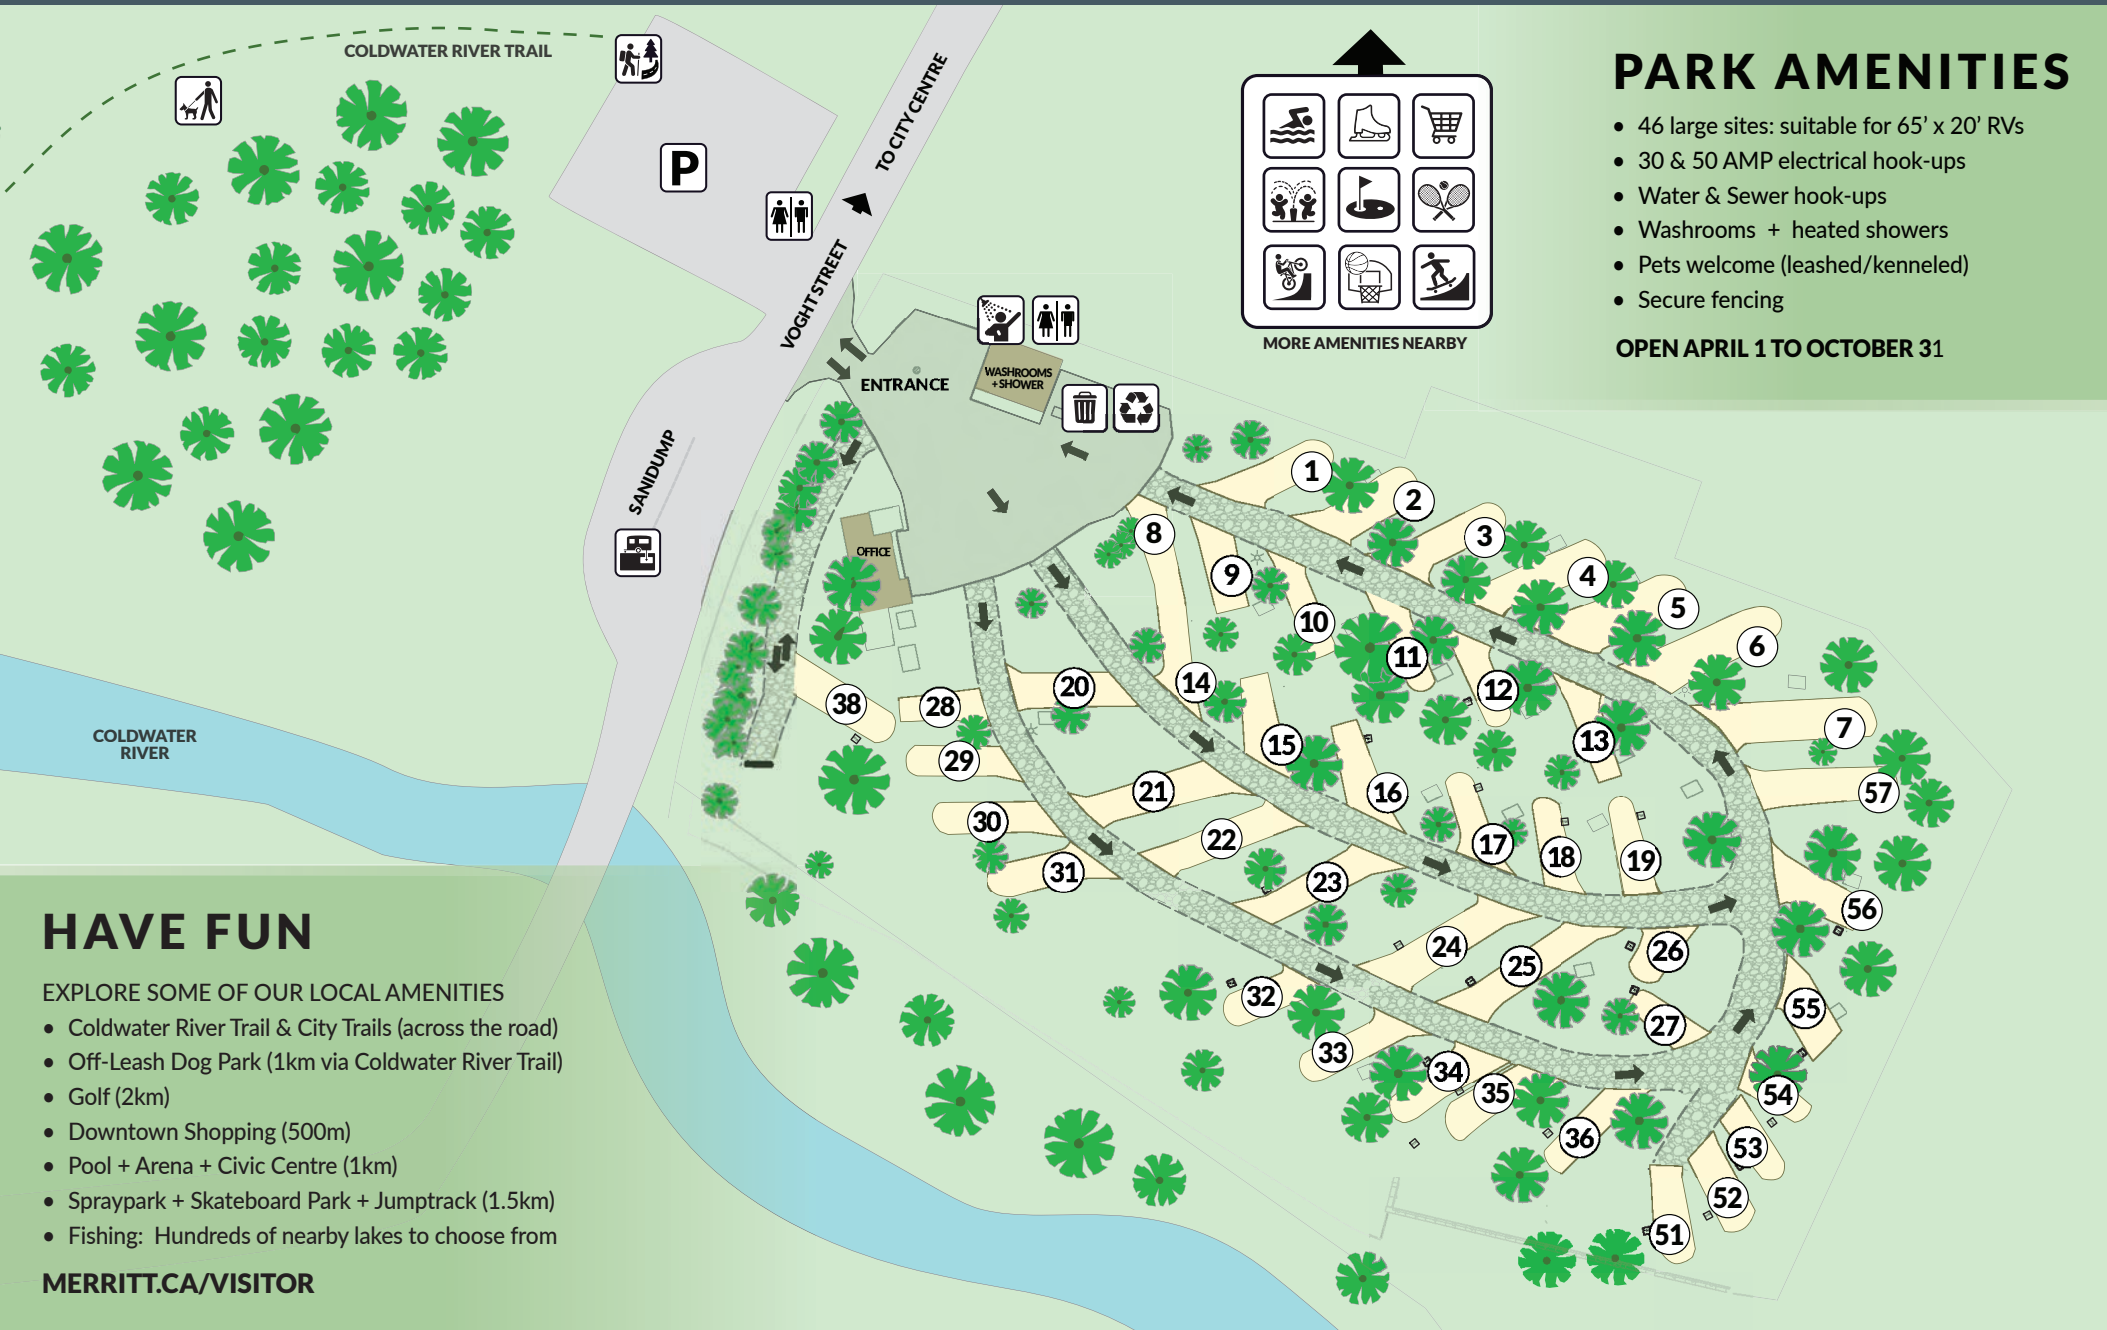 COLDWATER RIVER TRAIL
P
TO CITY CENTRE
VOGHT STREET
SANIDUMP
ENTRANCE
WASHROOMS
+ SHOWER
OFFICE
COLDWATER
RIVER
MORE AMENITIES NEARBY
PARK AMENITIES
• 46 large sites: suitable for 65’ x 20’ RVs
• 30 & 50 AMP electrical hook-ups
• Water & Sewer hook-ups
• Washrooms + heated showers
• Pets welcome (leashed/kenneled)
• Secure fencing
OPEN APRIL 1 TO OCTOBER 31
1
2
3
4
5
6
7
8
9
10
11
12
13
14
15
16
17
18
19
20
21
22
23
24
25
26
27
28
29
30
31
32
33
34
35
36
38
51
52
53
54
55
56
57
HAVE FUN
EXPLORE SOME OF OUR LOCAL AMENITIES
• Coldwater River Trail & City Trails (across the road)
• Off-Leash Dog Park (1km via Coldwater River Trail)
• Golf (2km)
• Downtown Shopping (500m)
• Pool + Arena + Civic Centre (1km)
• Spraypark + Skateboard Park + Jumptrack (1.5km)
• Fishing: Hundreds of nearby lakes to choose from
MERRITT.CA/VISITOR